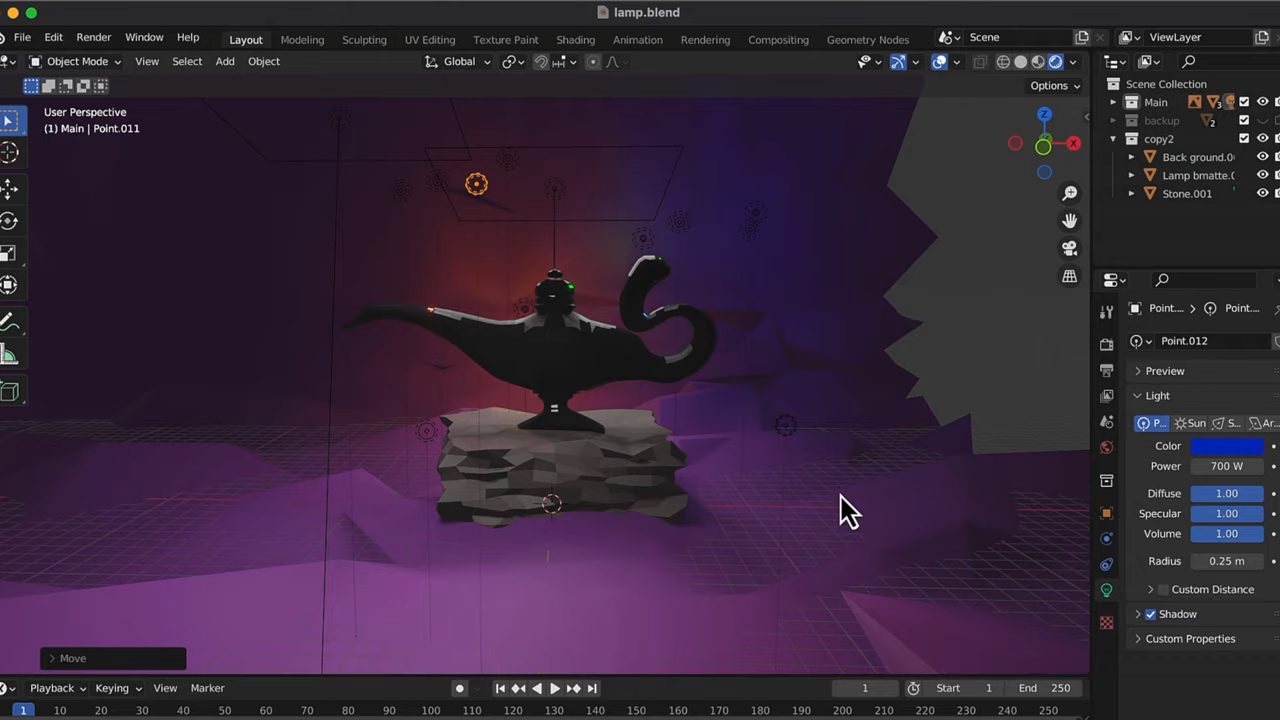 lamp.blend
File Edit Render Window Help Layout Modeling Sculpting UV Editing Texture Paint Shading Animation Rendering Compositing Geometry Nodes Scene ViewLayer
Object Mode View Select Add Object Global
Options
User Perspective
(1) Main | Point.011
Z
X
Scene Collection
Main 3
backup 2
copy2
Back ground.0
Lamp bmatte.0
Stone.001
Point.... Point....
Point.012
Preview
Light
P... Sun S... Ar...
Color
Power 700 W
Diffuse 1.00
Specular 1.00
Volume 1.00
Radius 0.25 m
Custom Distance
Shadow
Custom Properties
Move
Playback Keying View Marker 1 Start 1 End 250
1 10 20 30 40 50 60 70 80 90 100 110 120 130 140 150 160 170 180 190 200 210 220 230 240 250